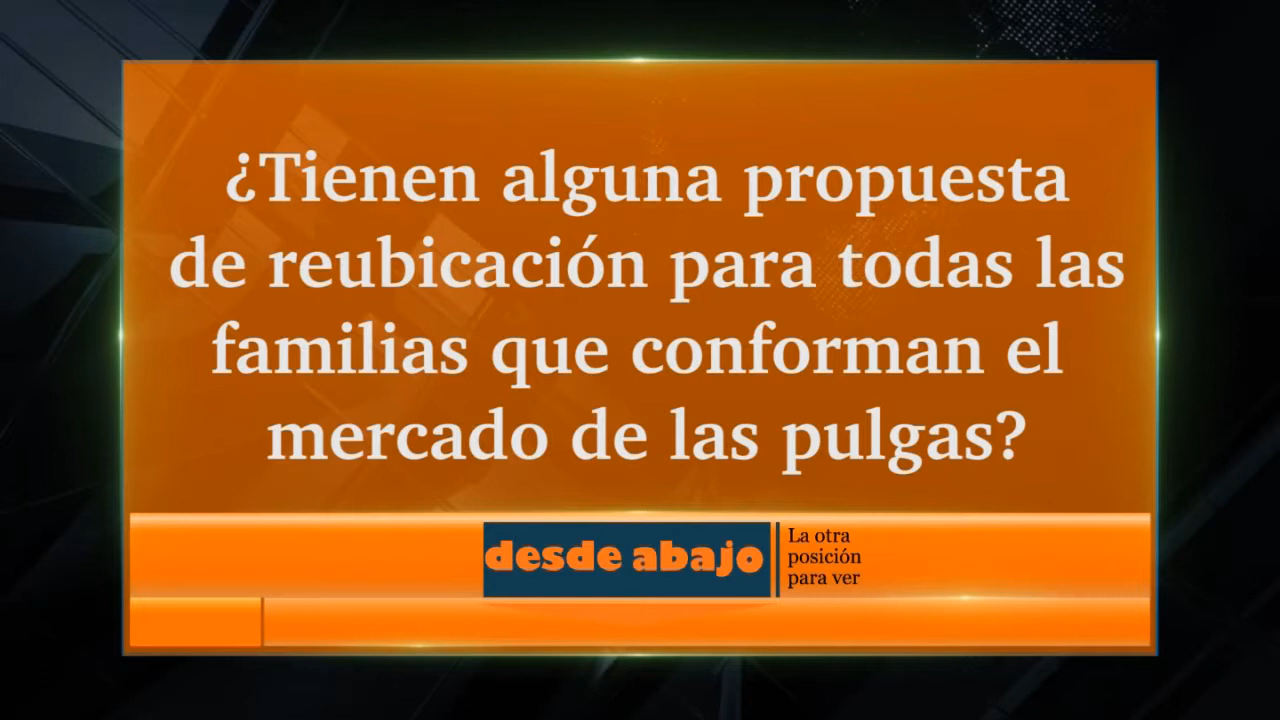 ¿Tienen alguna propuesta
de reubicación para todas las
familias que conforman el
mercado de las pulgas?
desde abajo
La otra
posición
para ver